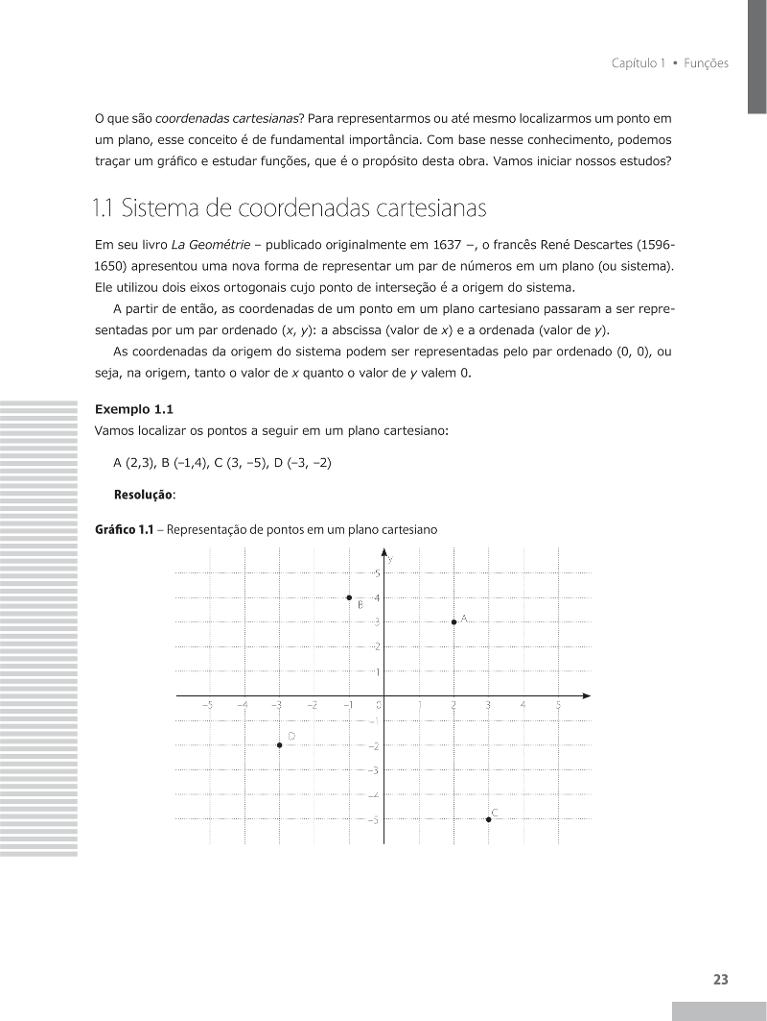 Capítulo 1 • Funções
O que são coordenadas cartesianas? Para representarmos ou até mesmo localizarmos um ponto em
um plano, esse conceito é de fundamental importância. Com base nesse conhecimento, podemos
traçar um gráfico e estudar funções, que é o propósito desta obra. Vamos iniciar nossos estudos?
1.1 Sistema de coordenadas cartesianas
Em seu livro La Geométrie – publicado originalmente em 1637 –, o francês René Descartes (1596-
1650) apresentou uma nova forma de representar um par de números em um plano (ou sistema).
Ele utilizou dois eixos ortogonais cujo ponto de interseção é a origem do sistema.
A partir de então, as coordenadas de um ponto em um plano cartesiano passaram a ser repre-
sentadas por um par ordenado (x, y): a abscissa (valor de x) e a ordenada (valor de y).
As coordenadas da origem do sistema podem ser representadas pelo par ordenado (0, 0), ou
seja, na origem, tanto o valor de x quanto o valor de y valem 0.
Exemplo 1.1
Vamos localizar os pontos a seguir em um plano cartesiano:
A (2,3), B (–1,4), C (3, –5), D (–3, –2)
Resolução:
Gráfico 1.1 – Representação de pontos em um plano cartesiano
y
5
4
B
3
A
2
1
–5 –4 –3 –2 –1 0 1 2 3 4 5
–1
D
–2
–3
–4
C
–5
23